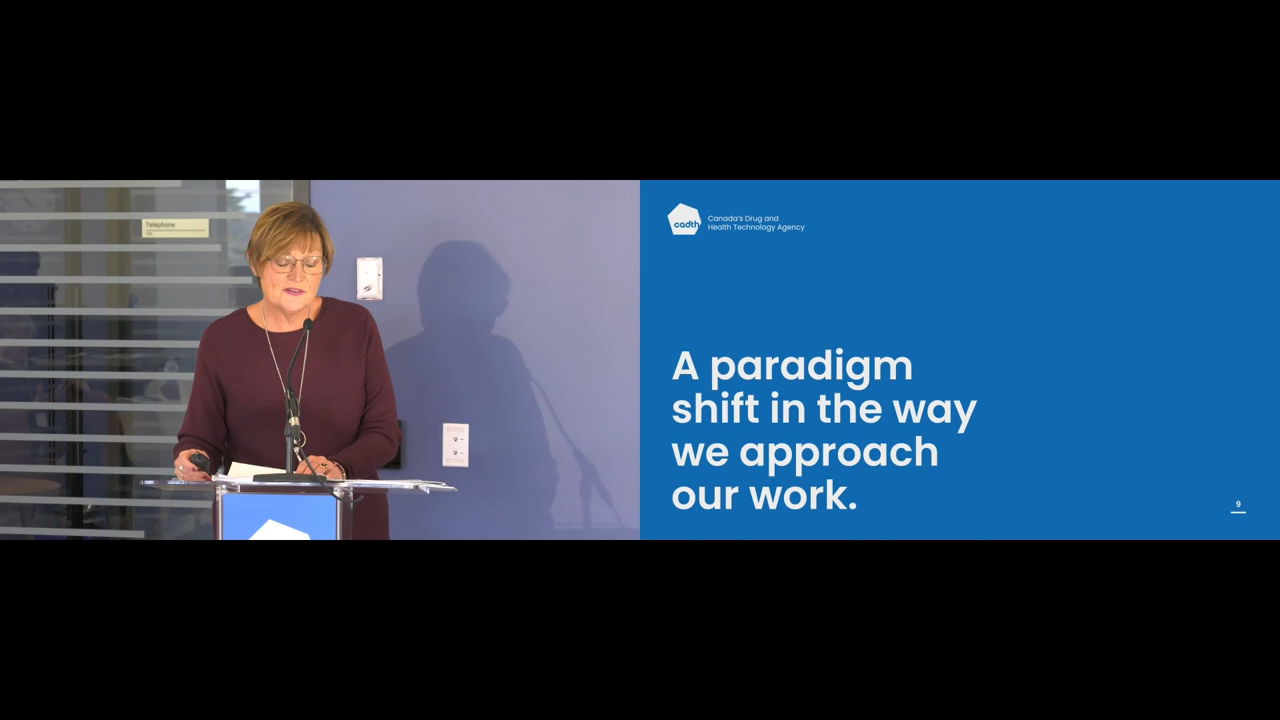 Telephone
cadth
Canada's Drug and
Health Technology Agency
A paradigm
shift in the way
we approach
our work.
9